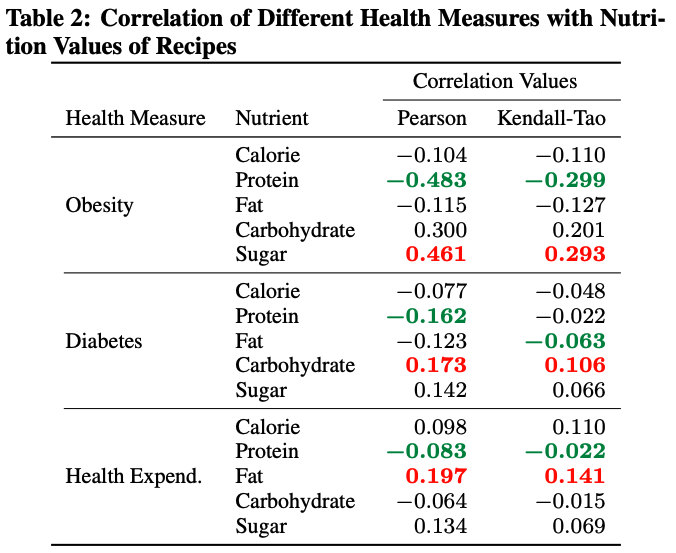 Table 2: Correlation of Different Health Measures with Nutri-
tion Values of Recipes
Correlation Values
Health Measure Nutrient Pearson Kendall-Tao
Calorie −0.104 −0.110
Protein −0.483 −0.299
Obesity Fat −0.115 −0.127
Carbohydrate 0.300 0.201
Sugar 0.461 0.293
Calorie −0.077 −0.048
Protein −0.162 −0.022
Diabetes Fat −0.123 −0.063
Carbohydrate 0.173 0.106
Sugar 0.142 0.066
Calorie 0.098 0.110
Protein −0.083 −0.022
Health Expend. Fat 0.197 0.141
Carbohydrate −0.064 −0.015
Sugar 0.134 0.069